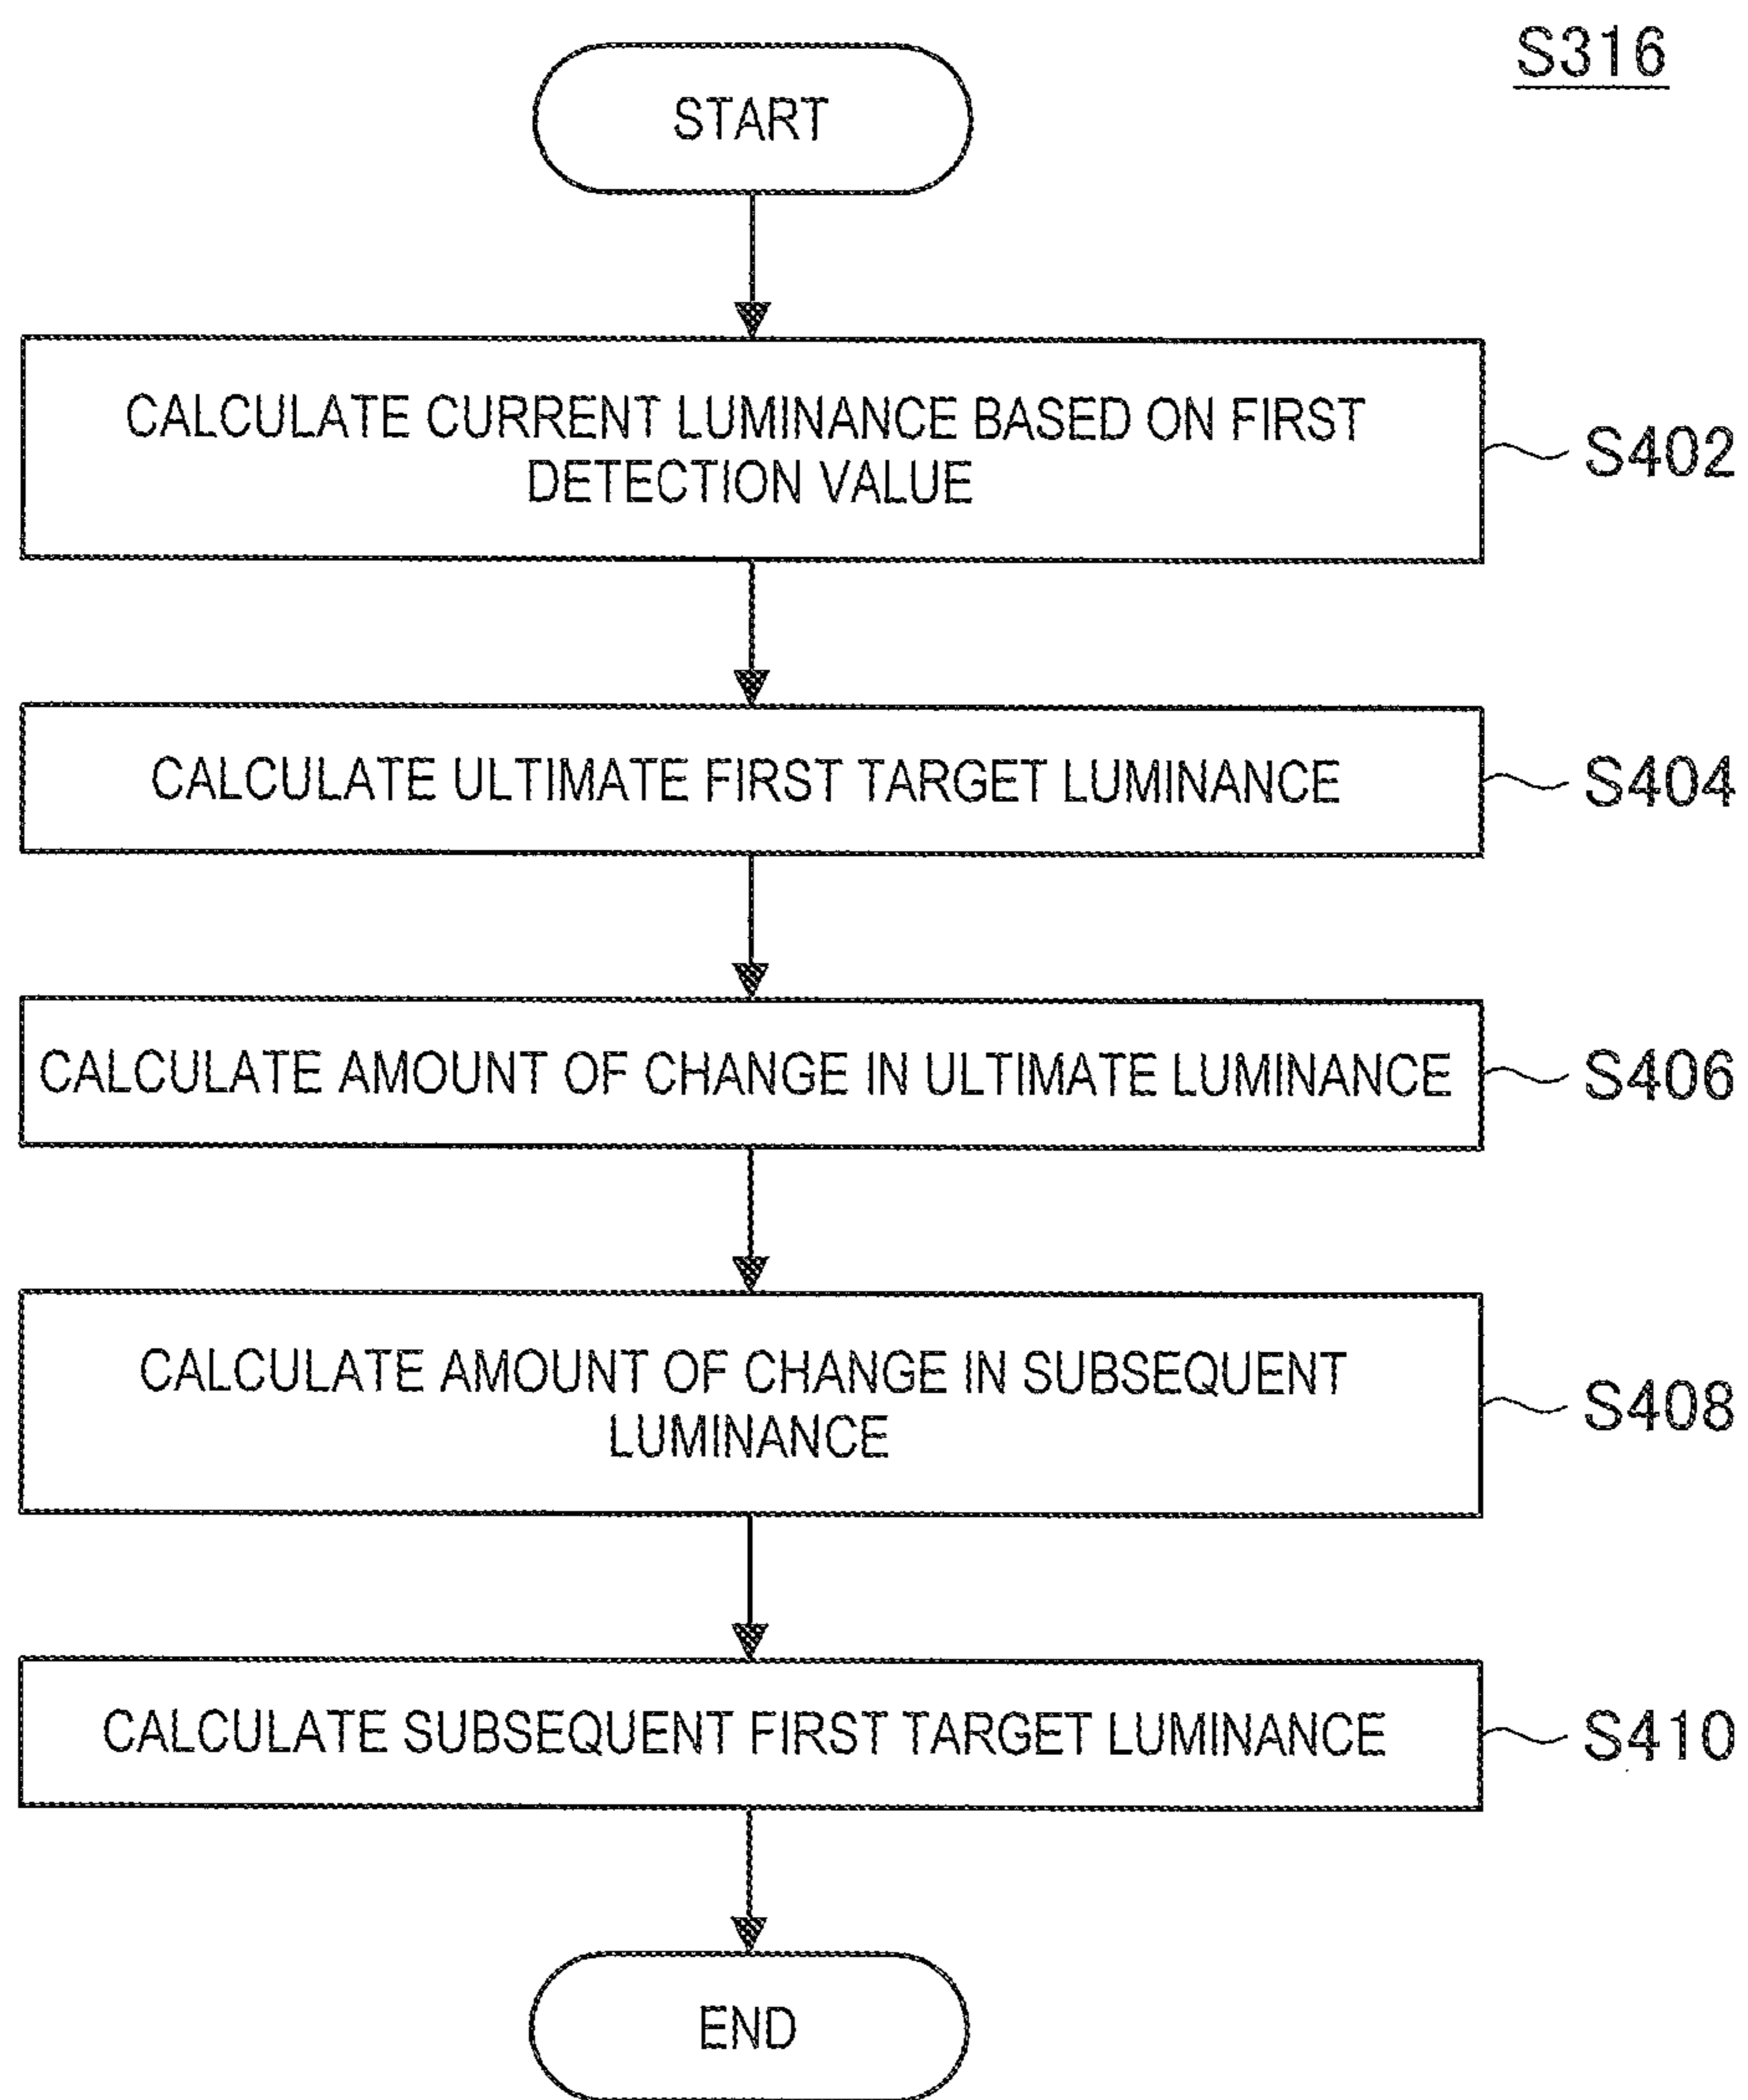 S316
START
CALCULATE CURRENT LUMINANCE BASED ON FIRST
DETECTION VALUE
S402
CALCULATE ULTIMATE FIRST TARGET LUMINANCE
S404
CALCULATE AMOUNT OF CHANGE IN ULTIMATE LUMINANCE
S406
CALCULATE AMOUNT OF CHANGE IN SUBSEQUENT
LUMINANCE
S408
CALCULATE SUBSEQUENT FIRST TARGET LUMINANCE
S410
END